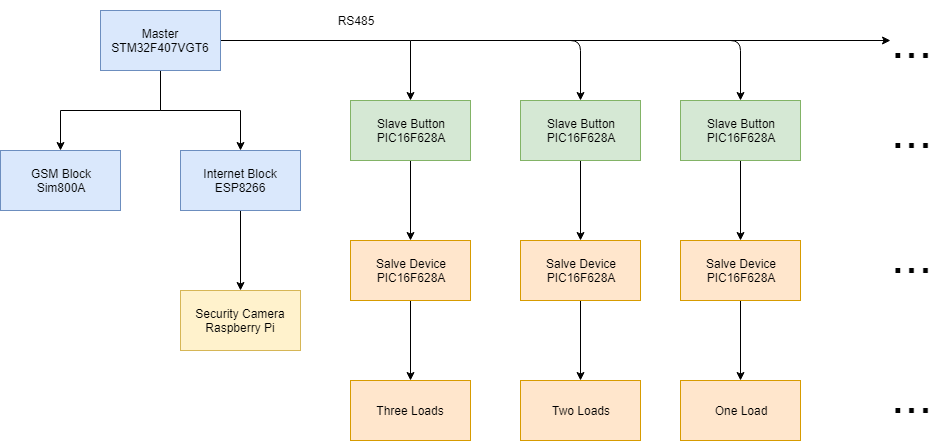 RS485
Master
STM32F407VGT6
...
Slave Button
PIC16F628A
Slave Button
PIC16F628A
Slave Button
PIC16F628A
...
GSM Block
Sim800A
Internet Block
ESP8266
Salve Device
PIC16F628A
Salve Device
PIC16F628A
Salve Device
PIC16F628A
...
Security Camera
Raspberry Pi
Three Loads
Two Loads
One Load
...